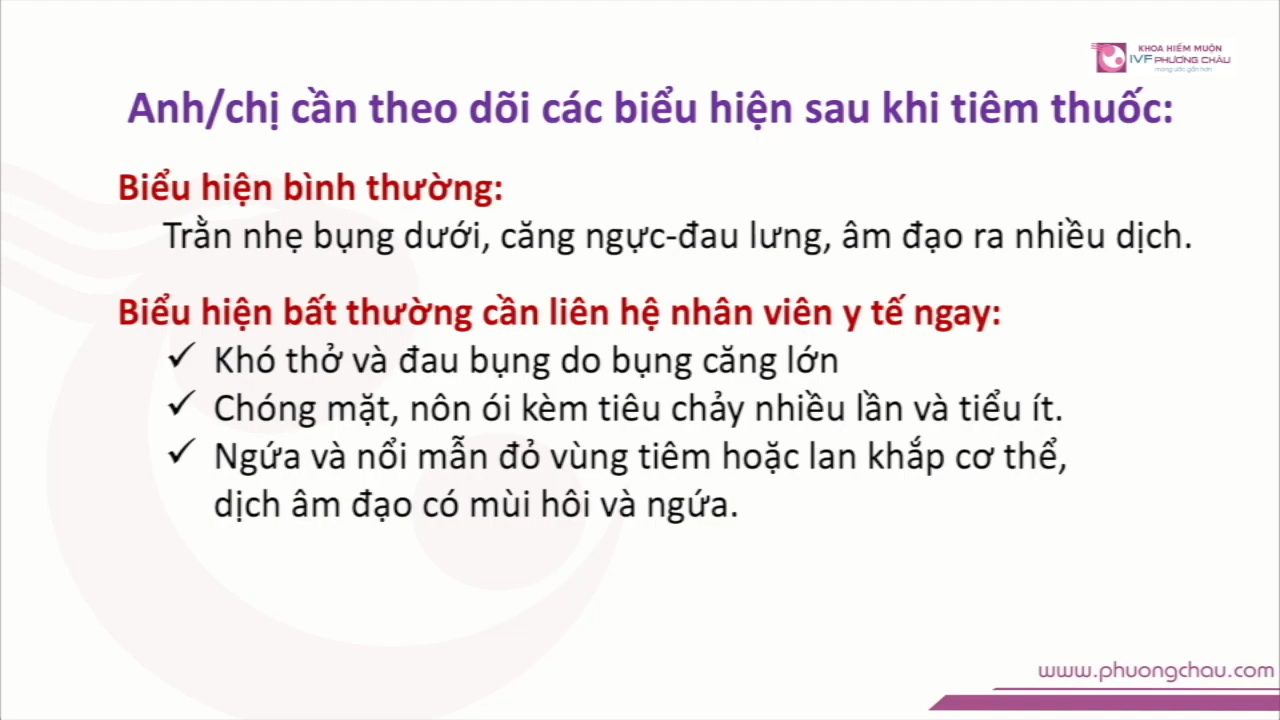 KHOA HIẾM MUỘN
IVF PHƯƠNG CHÂU
mong ước gần hơn
Anh/chị cần theo dõi các biểu hiện sau khi tiêm thuốc:
Biểu hiện bình thường:
Trằn nhẹ bụng dưới, căng ngực-đau lưng, âm đạo ra nhiều dịch.
Biểu hiện bất thường cần liên hệ nhân viên y tế ngay:
✓ Khó thở và đau bụng do bụng căng lớn
✓ Chóng mặt, nôn ói kèm tiêu chảy nhiều lần và tiểu ít.
✓ Ngứa và nổi mẫn đỏ vùng tiêm hoặc lan khắp cơ thể,
dịch âm đạo có mùi hôi và ngứa.
www.phuongchau.com